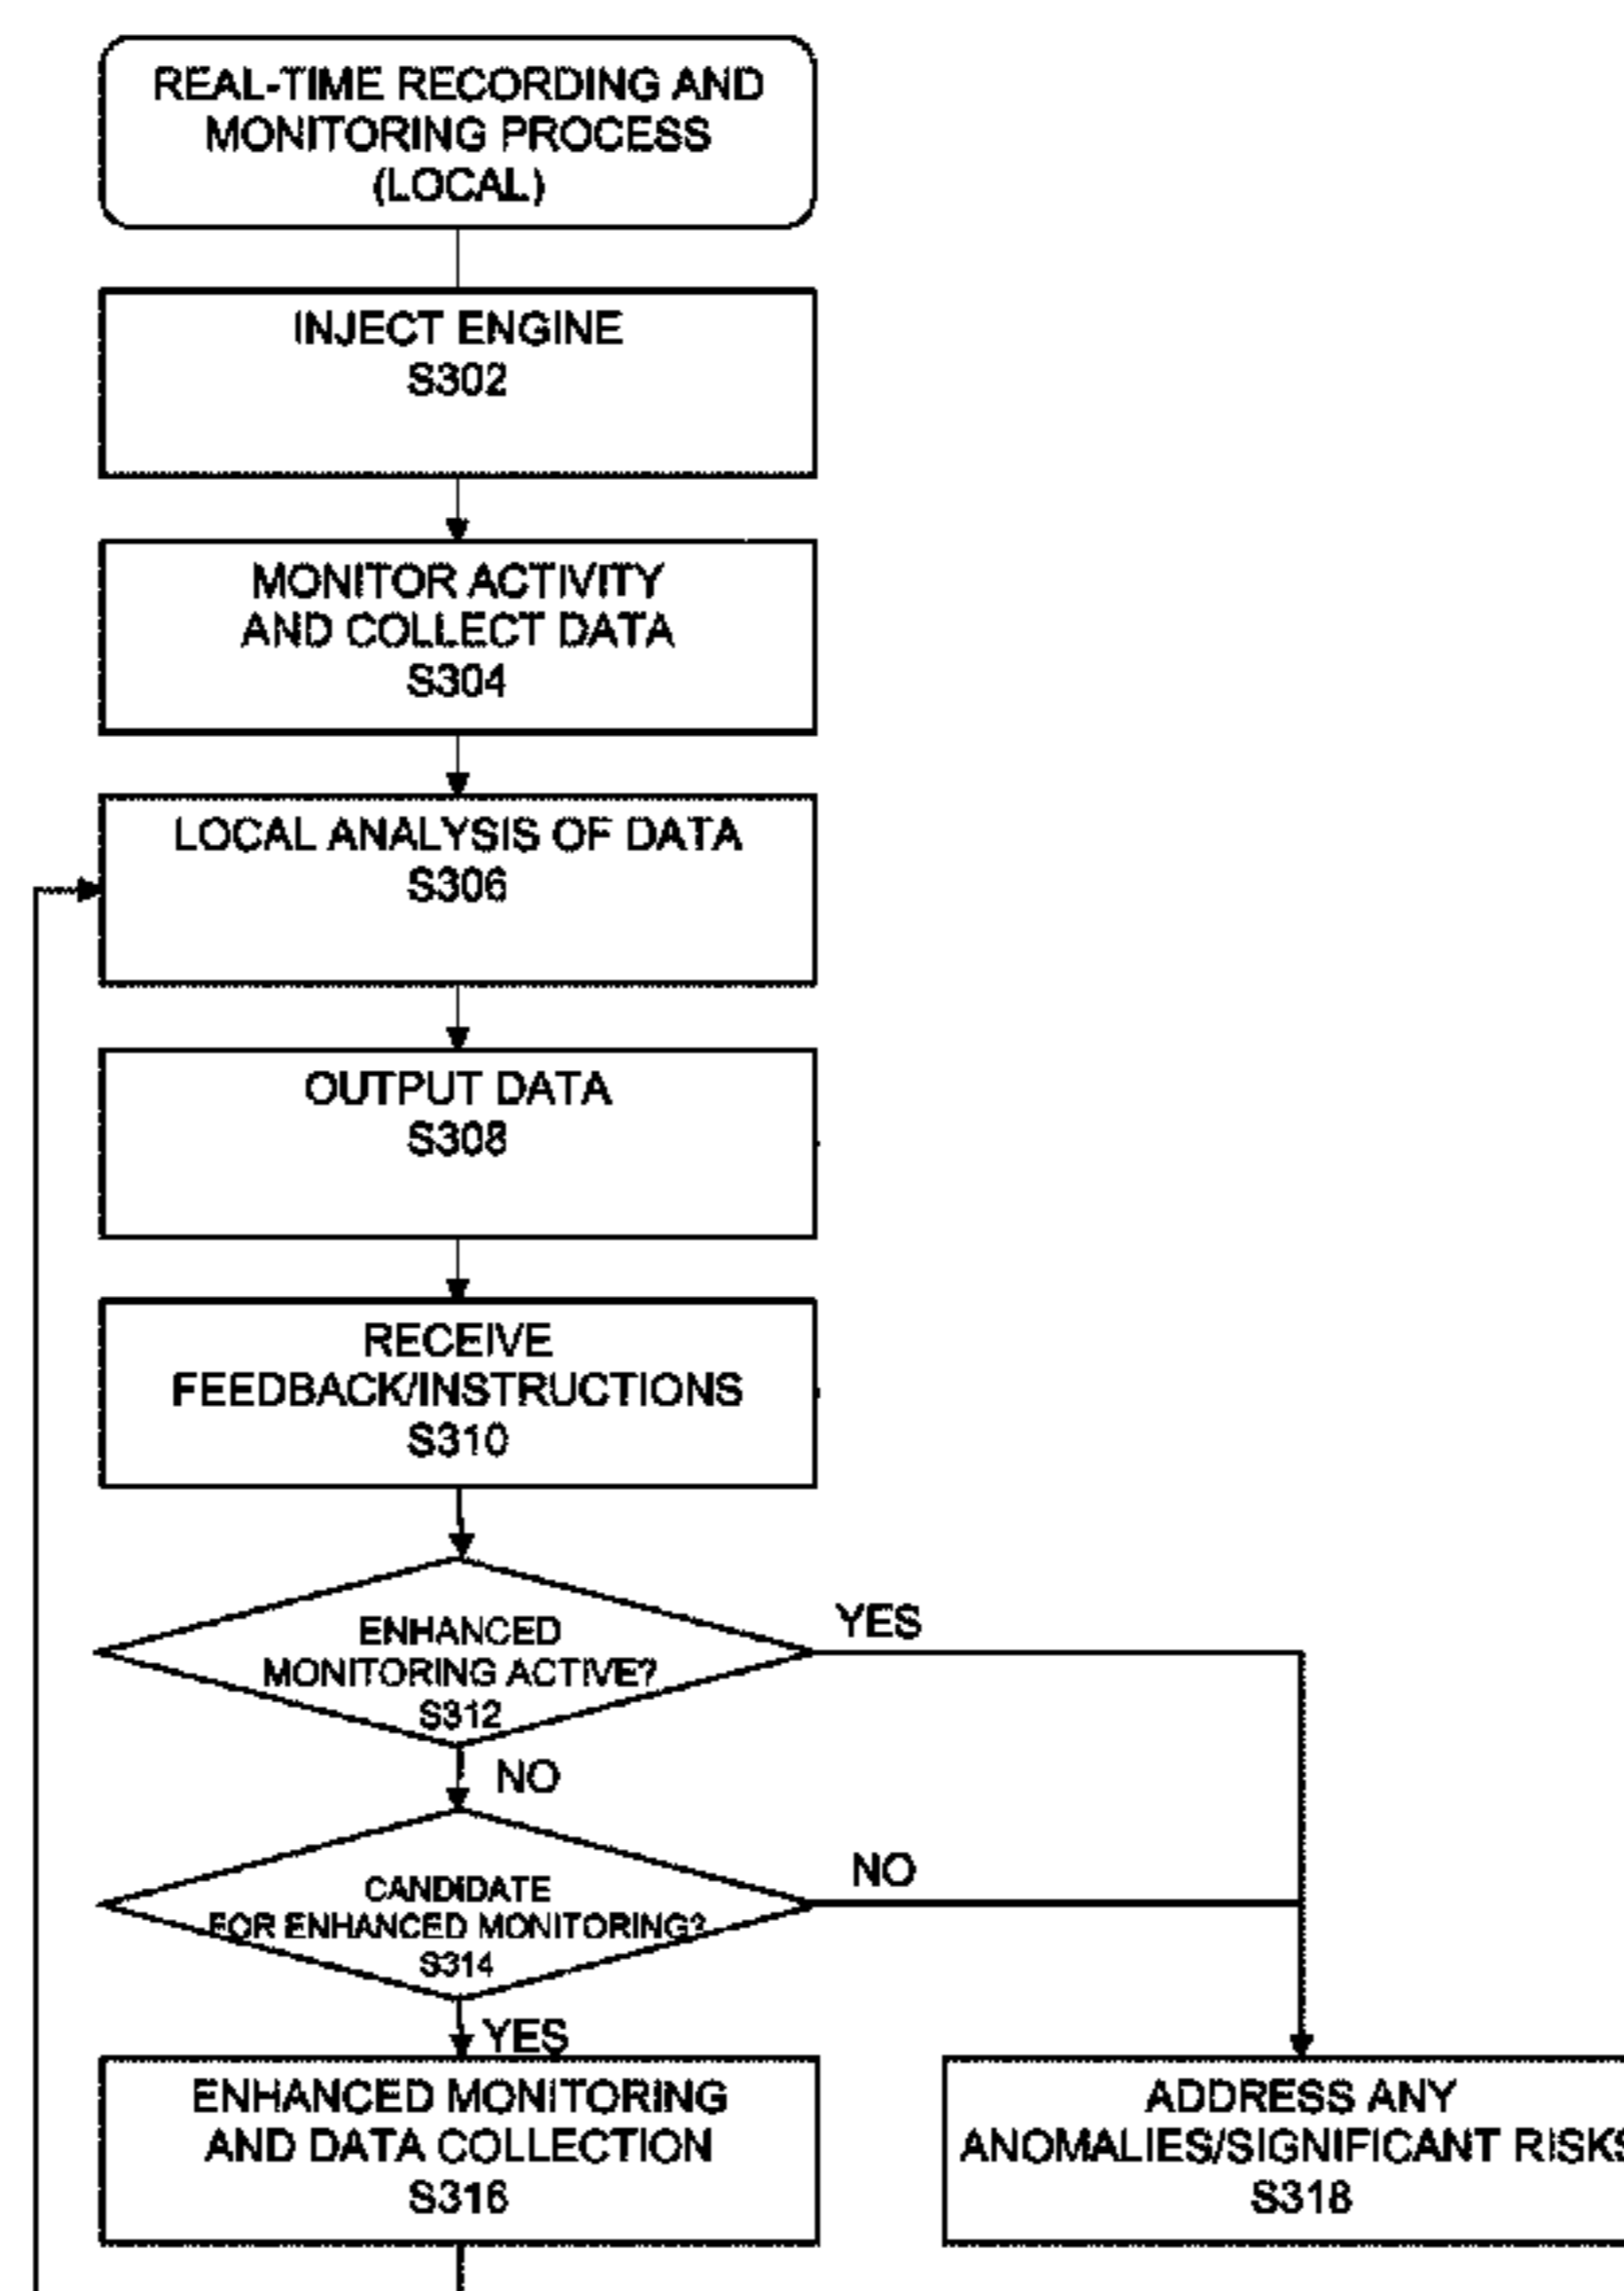 REAL-TIME RECORDING AND
MONITORING PROCESS
(LOCAL)
INJECT ENGINE
S302
MONITOR ACTIVITY
AND COLLECT DATA
S304
LOCAL ANALYSIS OF DATA
S306
OUTPUT DATA
S308
RECEIVE
FEEDBACK/INSTRUCTIONS
S310
ENHANCED
MONITORING ACTIVE?
S312
YES
NO
CANDIDATE
FOR ENHANCED MONITORING?
S314
NO
YES
ENHANCED MONITORING
AND DATA COLLECTION
S316
ADDRESS ANY
ANOMALIES/SIGNIFICANT RISKS
S318